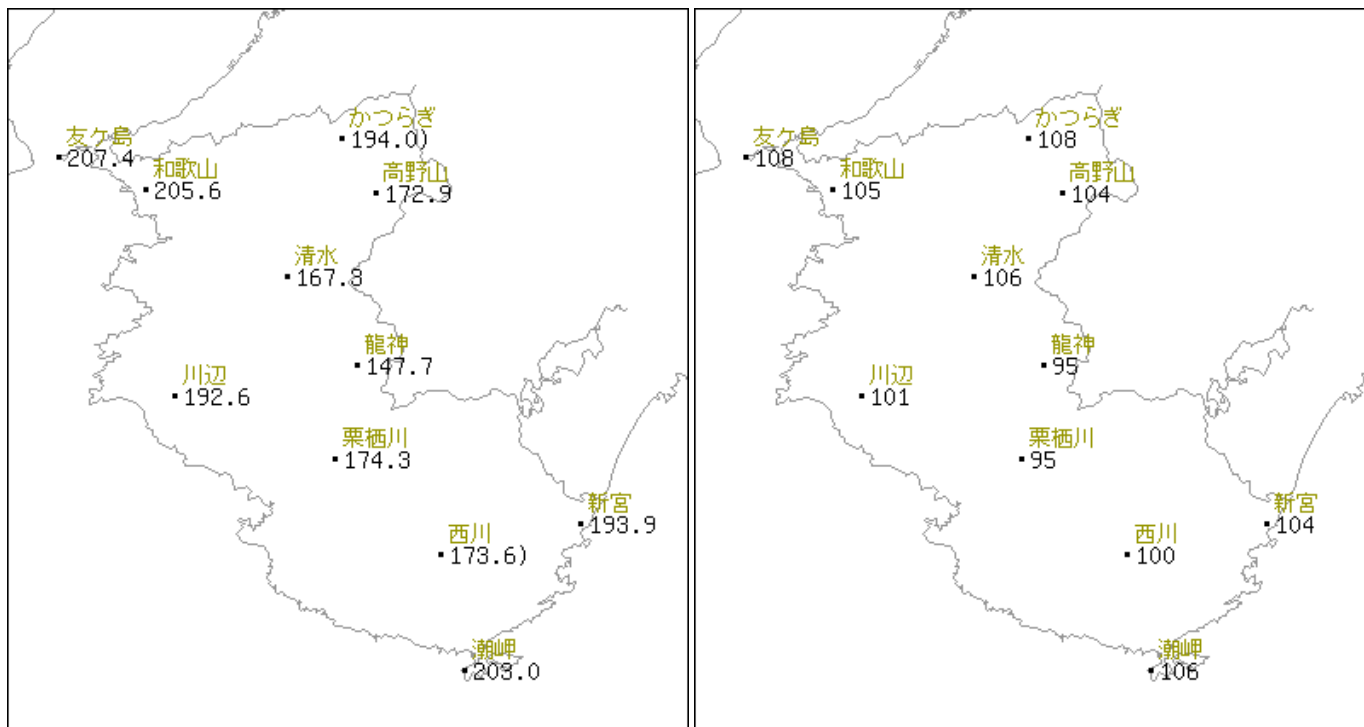 かつらぎ
194.0)
友ケ島
207.4
和歌山
205.6
高野山
172.9
清水
167.3
龍神
147.7
川辺
192.6
栗栖川
174.3
新宮
193.9
西川
173.6)
潮岬
203.0
かつらぎ
108
友ケ島
108
和歌山
105
高野山
104
清水
106
龍神
95
川辺
101
栗栖川
95
新宮
104
西川
100
潮岬
106